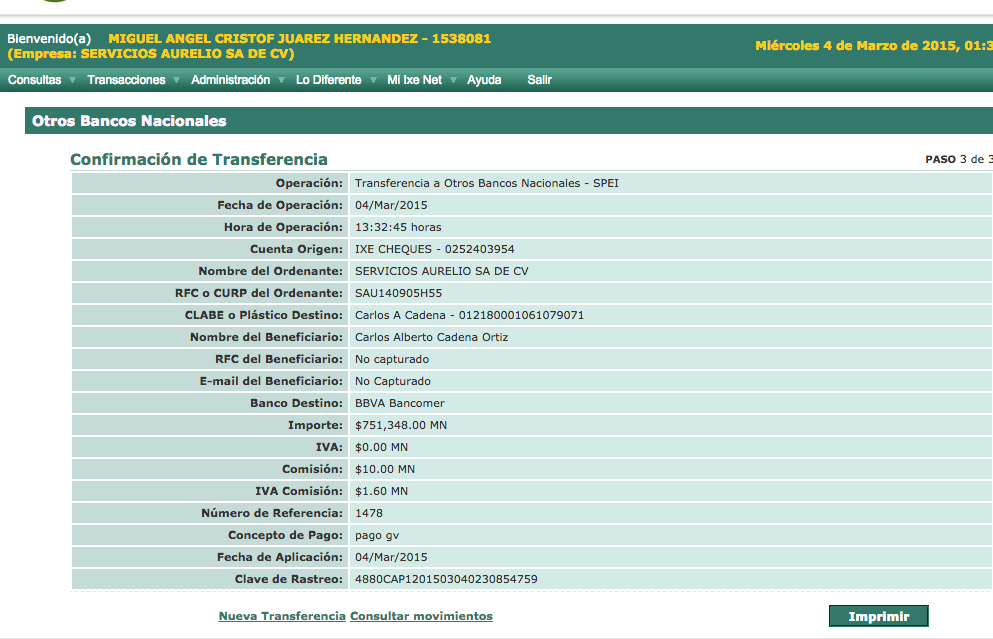 Bienvenido(a) MIGUEL ANGEL CRISTOF JUAREZ HERNANDEZ - 1538081
(Empresa: SERVICIOS AURELIO SA DE CV)
Miércoles 4 de Marzo de 2015, 01:3
Consultas Transacciones Administración Lo Diferente Mi Ixe Net Ayuda Salir
Otros Bancos Nacionales
Confirmación de Transferencia
PASO 3 de 3
Operación: Transferencia a Otros Bancos Nacionales - SPEI
Fecha de Operación: 04/Mar/2015
Hora de Operación: 13:32:45 horas
Cuenta Origen: IXE CHEQUES - 0252403954
Nombre del Ordenante: SERVICIOS AURELIO SA DE CV
RFC o CURP del Ordenante: SAU140905H55
CLABE o Plástico Destino: Carlos A Cadena - 012180001061079071
Nombre del Beneficiario: Carlos Alberto Cadena Ortiz
RFC del Beneficiario: No capturado
E-mail del Beneficiario: No Capturado
Banco Destino: BBVA Bancomer
Importe: $751,348.00 MN
IVA: $0.00 MN
Comisión: $10.00 MN
IVA Comisión: $1.60 MN
Número de Referencia: 1478
Concepto de Pago: pago gv
Fecha de Aplicación: 04/Mar/2015
Clave de Rastreo: 4880CAP1201503040230854759
Nueva Transferencia Consultar movimientos
Imprimir